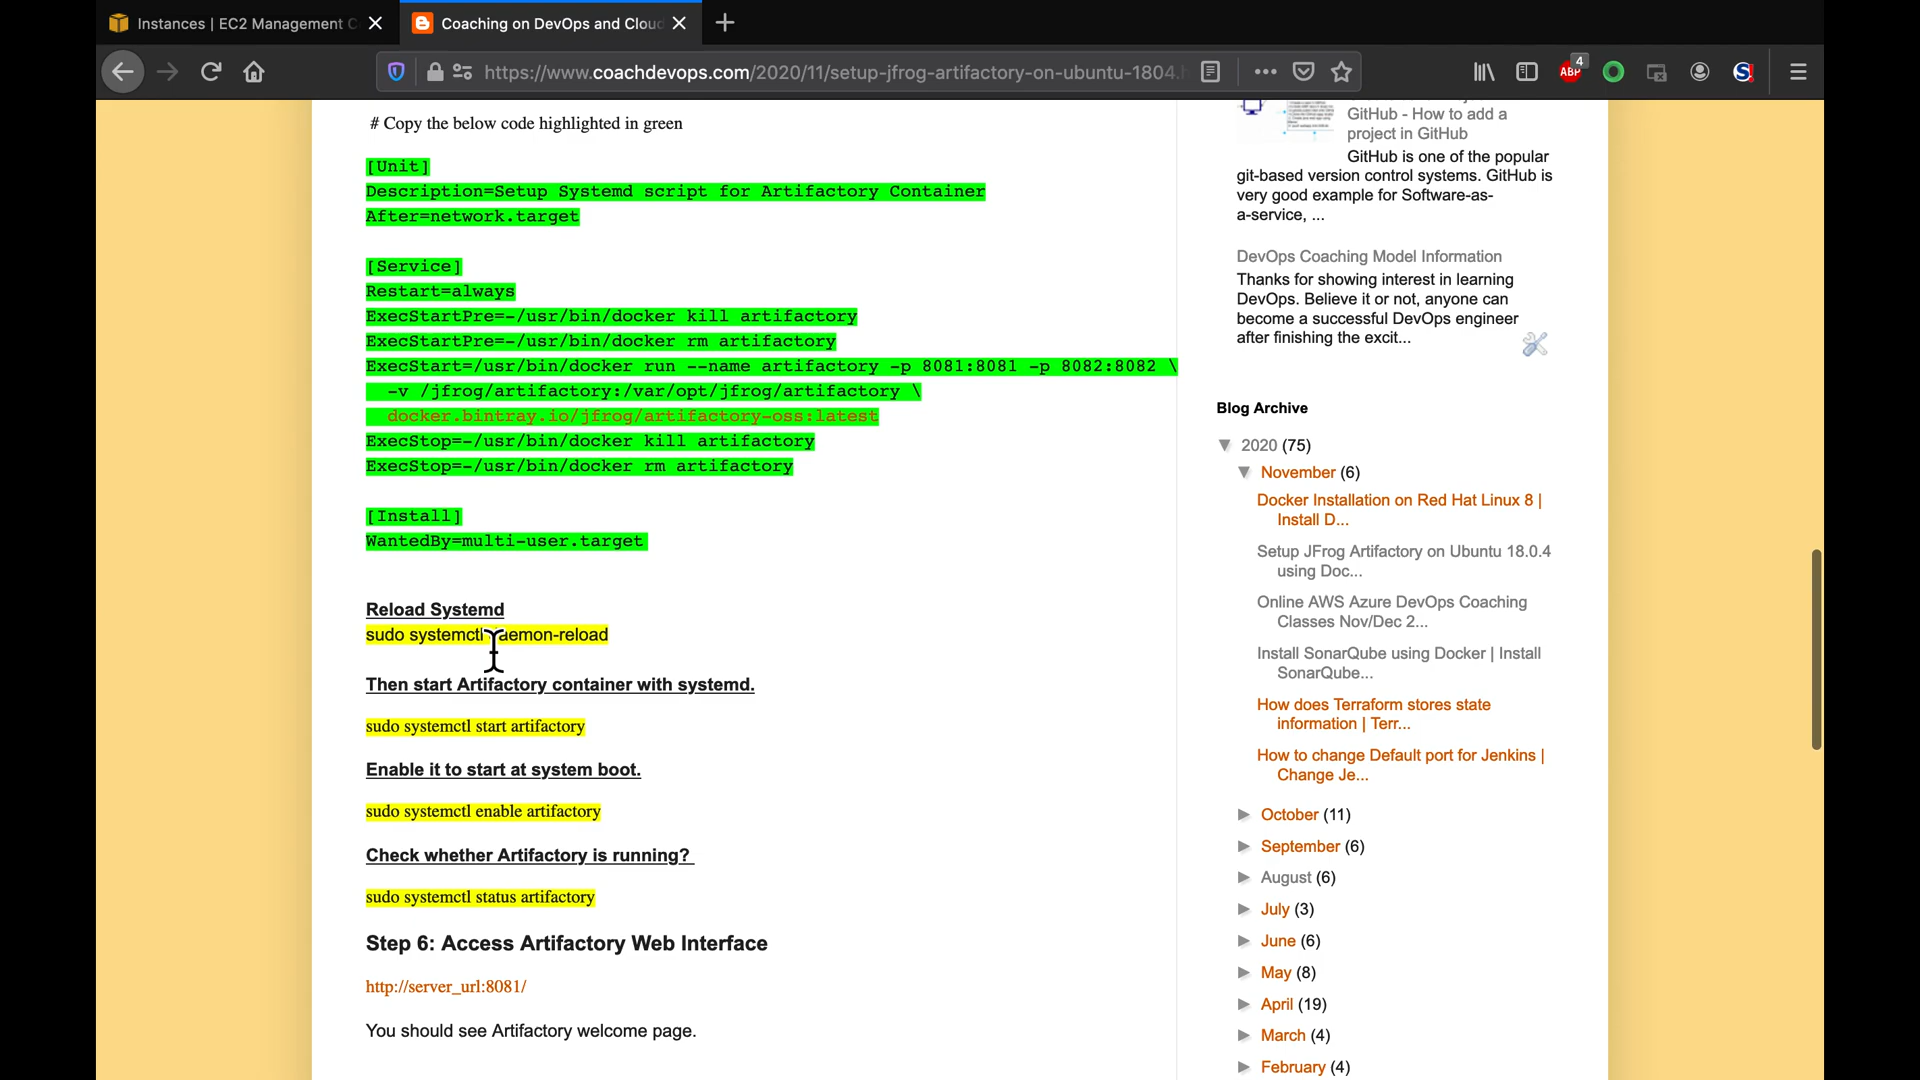 Instances | EC2 Management C
Coaching on DevOps and Cloud
https://www.coachdevops.com/2020/11/setup-jfrog-artifactory-on-ubuntu-1804.h
ABP
4
# Copy the below code highlighted in green
[Unit]
Description=Setup Systemd script for Artifactory Container
After=network.target
[Service]
Restart=always
ExecStartPre=-/usr/bin/docker kill artifactory
ExecStartPre=-/usr/bin/docker rm artifactory
ExecStart=/usr/bin/docker run --name artifactory -p 8081:8081 -p 8082:8082 \
-v /jfrog/artifactory:/var/opt/jfrog/artifactory \
docker.bintray.io/jfrog/artifactory-oss:latest
ExecStop=-/usr/bin/docker kill artifactory
ExecStop=-/usr/bin/docker rm artifactory
[Install]
WantedBy=multi-user.target
Reload Systemd
sudo systemctl daemon-reload
Then start Artifactory container with systemd.
sudo systemctl start artifactory
Enable it to start at system boot.
sudo systemctl enable artifactory
Check whether Artifactory is running?
sudo systemctl status artifactory
Step 6: Access Artifactory Web Interface
http://server_url:8081/
You should see Artifactory welcome page.
GitHub - How to add a
project in GitHub
GitHub is one of the popular
git-based version control systems. GitHub is
very good example for Software-as-
a-service, ...
DevOps Coaching Model Information
Thanks for showing interest in learning
DevOps. Believe it or not, anyone can
become a successful DevOps engineer
after finishing the excit...
Blog Archive
▼ 2020 (75)
▼ November (6)
Docker Installation on Red Hat Linux 8 |
Install D...
Setup JFrog Artifactory on Ubuntu 18.0.4
using Doc...
Online AWS Azure DevOps Coaching
Classes Nov/Dec 2...
Install SonarQube using Docker | Install
SonarQube...
How does Terraform stores state
information | Terr...
How to change Default port for Jenkins |
Change Je...
► October (11)
► September (6)
► August (6)
► July (3)
► June (6)
► May (8)
► April (19)
► March (4)
► February (4)